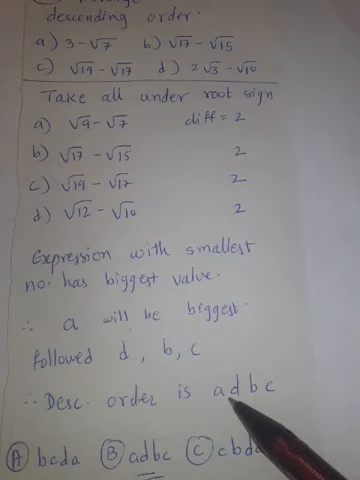 descending order.
a) 3 - √7 b) √17 - √15
c) √19 - √17 d) 2√3 - √10
Take all under root sign
a) √9 - √7 diff = 2
b) √17 - √15 2
c) √19 - √17 2
d) √12 - √10 2
Expression with smallest
no. has biggest value.
∴ a will be biggest.
followed d, b, c
∴ Desc. order is adbc
(A) bcda (B) adbc (C) cbda